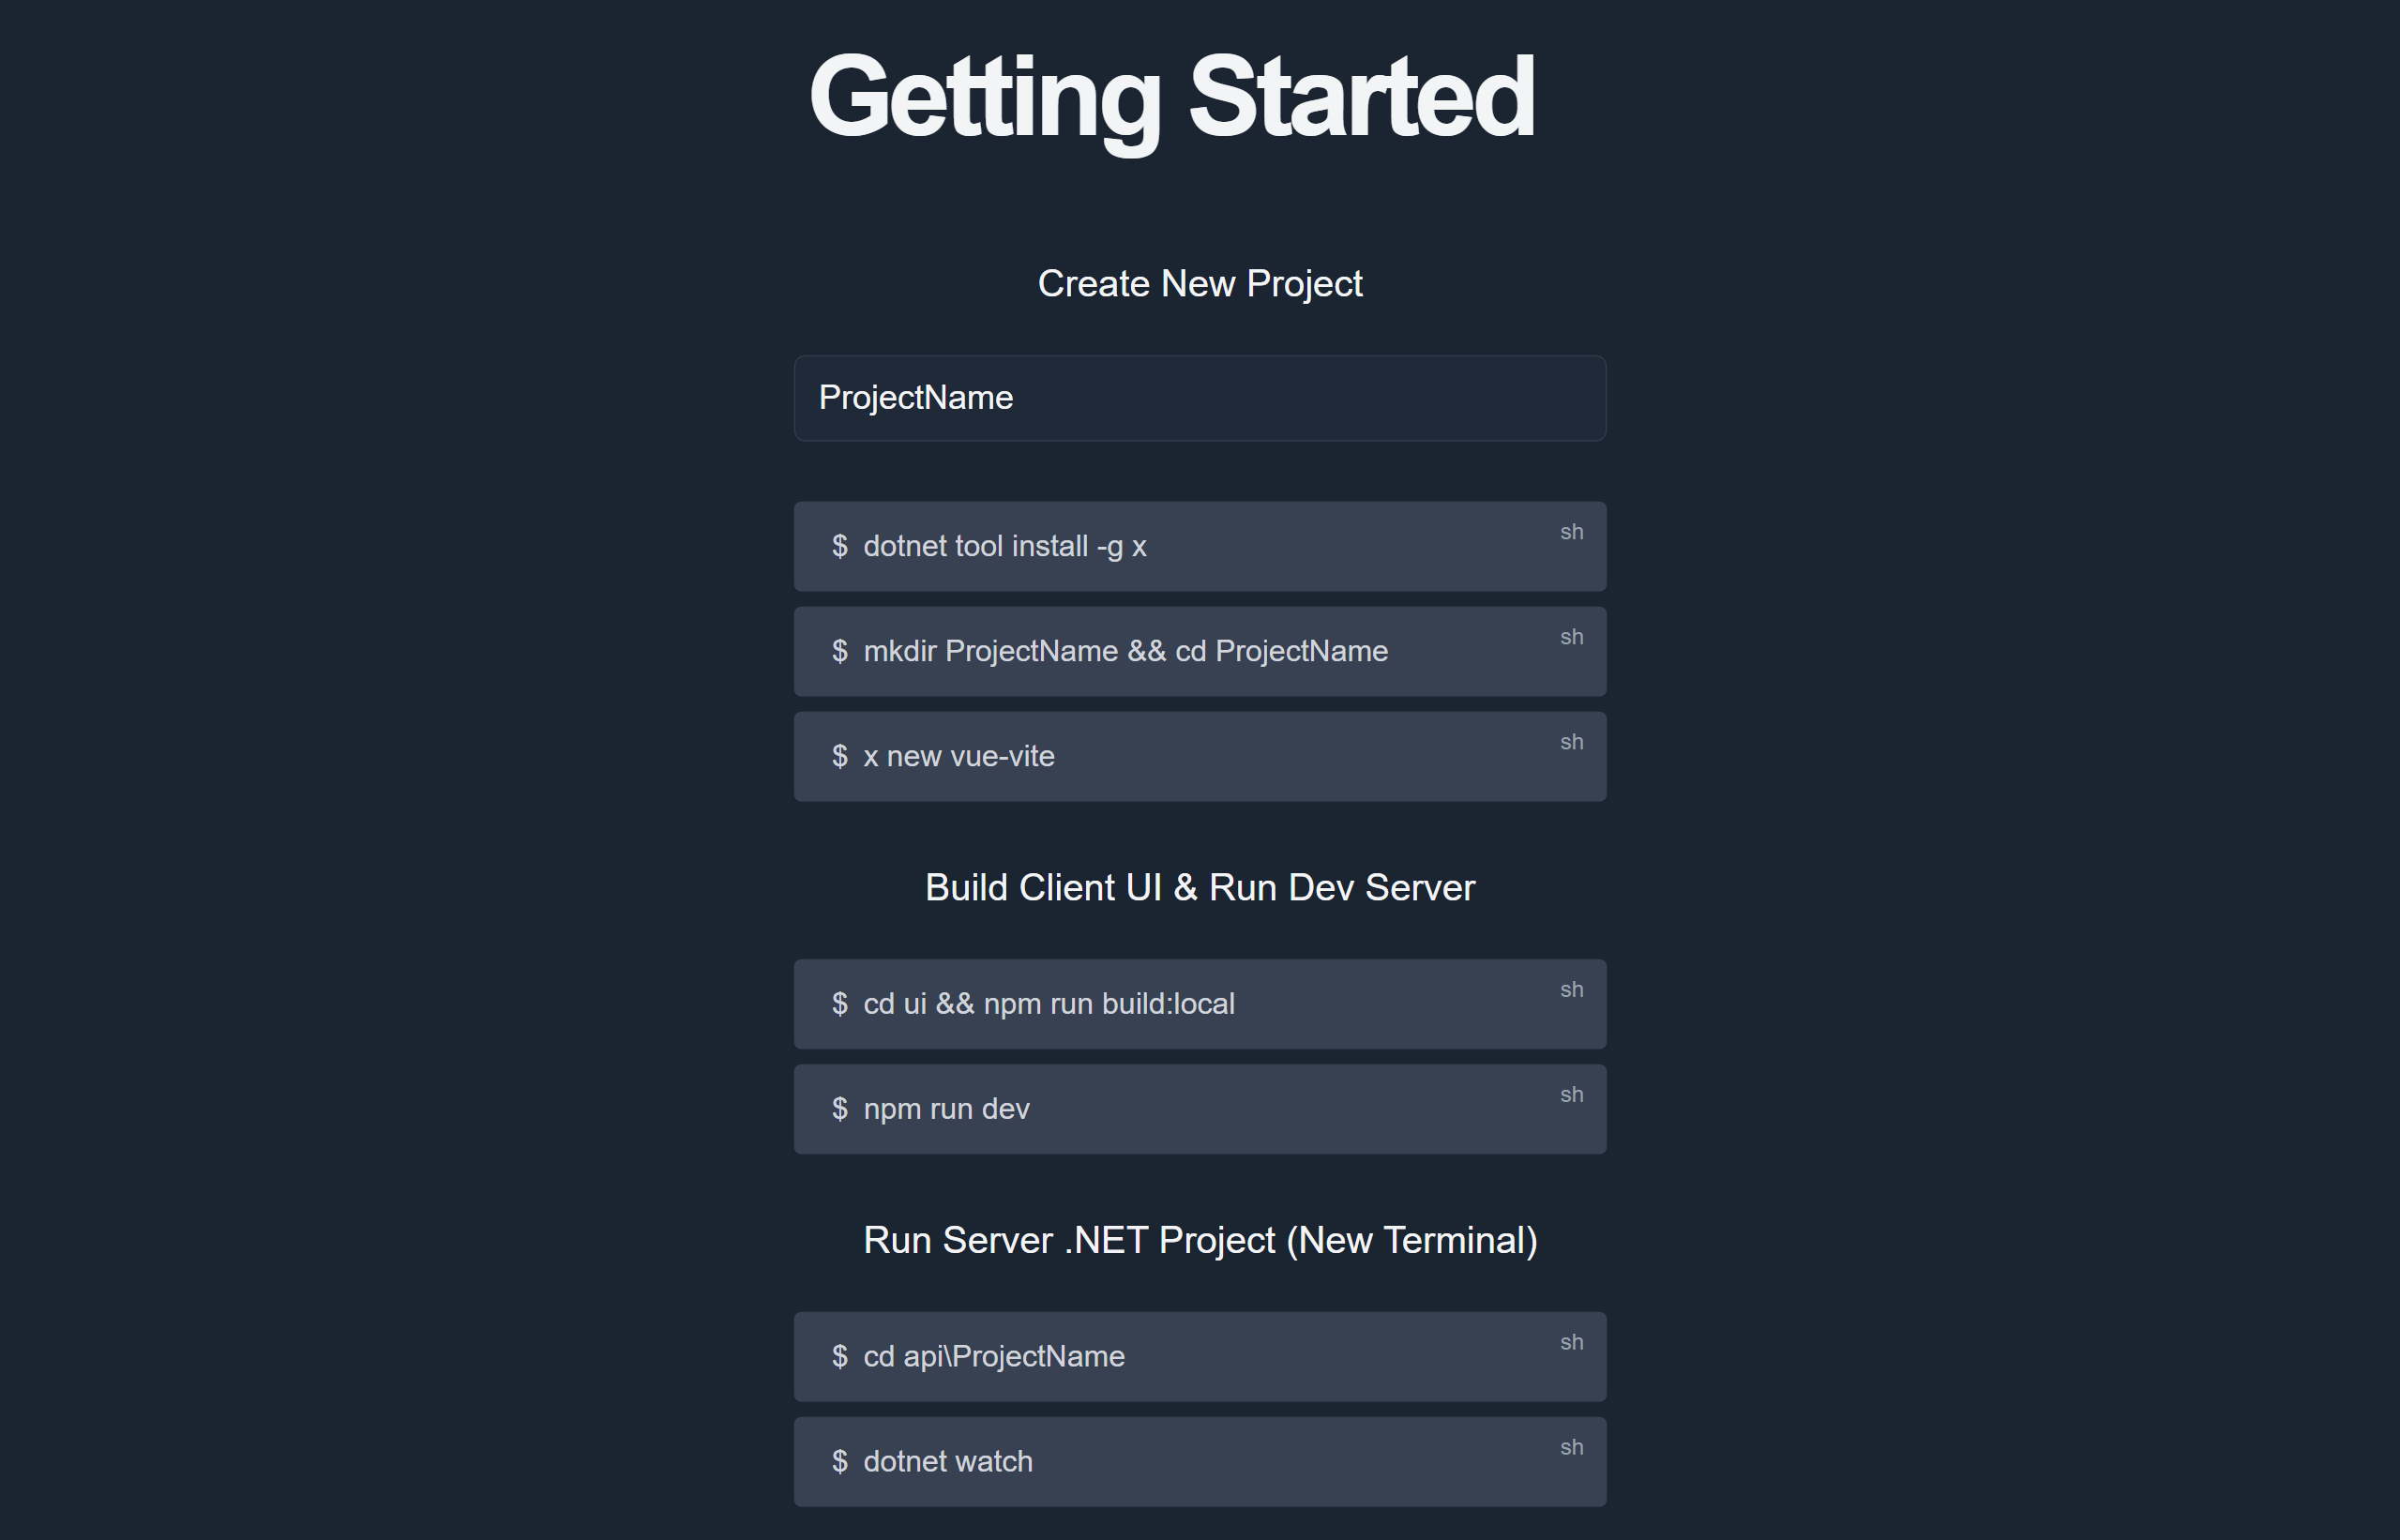 Getting Started
Create New Project
ProjectName
$ dotnet tool install -g x
sh
$ mkdir ProjectName && cd ProjectName
sh
$ x new vue-vite
sh
Build Client UI & Run Dev Server
$ cd ui && npm run build:local
sh
$ npm run dev
sh
Run Server .NET Project (New Terminal)
$ cd api\ProjectName
sh
$ dotnet watch
sh